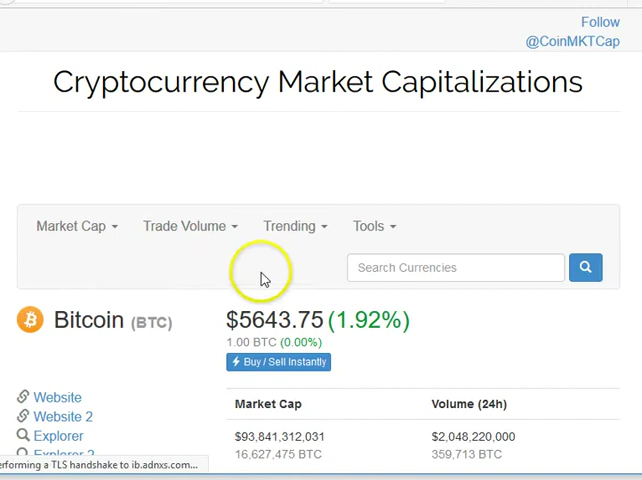 Follow
@CoinMKTCap
Cryptocurrency Market Capitalizations
Market Cap Trade Volume Trending Tools
Search Currencies
Bitcoin (BTC) $5643.75 (1.92%)
1.00 BTC (0.00%)
Buy / Sell Instantly
Website
Website 2
Explorer
Explorer 2
Market Cap Volume (24h)
$93,841,312,031 $2,048,220,000
16,627,475 BTC 359,713 BTC
erforming a TLS handshake to ib.adnxs.com...